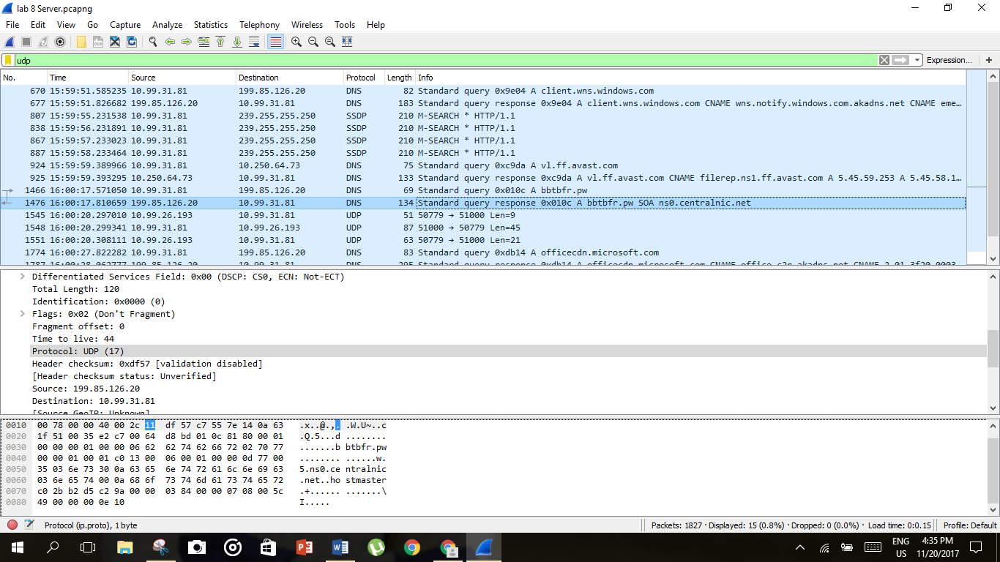 lab 8 Server.pcapng
File Edit View Go Capture Analyze Statistics Telephony Wireless Tools Help
udp
Expression… +
No. Time Source Destination Protocol Length Info
670 15:59:51.585235 10.99.31.81 199.85.126.20 DNS 82 Standard query 0x9e04 A client.wns.windows.com
677 15:59:51.826682 199.85.126.20 10.99.31.81 DNS 183 Standard query response 0x9e04 A client.wns.windows.com CNAME wns.notify.windows.com.akadns.net CNAME eme…
807 15:59:55.231538 10.99.31.81 239.255.255.250 SSDP 210 M-SEARCH * HTTP/1.1
838 15:59:56.231891 10.99.31.81 239.255.255.250 SSDP 210 M-SEARCH * HTTP/1.1
867 15:59:57.233023 10.99.31.81 239.255.255.250 SSDP 210 M-SEARCH * HTTP/1.1
887 15:59:58.233464 10.99.31.81 239.255.255.250 SSDP 210 M-SEARCH * HTTP/1.1
924 15:59:59.389966 10.99.31.81 10.250.64.73 DNS 75 Standard query 0xc9da A vl.ff.avast.com
925 15:59:59.393295 10.250.64.73 10.99.31.81 DNS 133 Standard query response 0xc9da A vl.ff.avast.com CNAME filerep.ns1.ff.avast.com A 5.45.59.253 A 5.45.58.1…
1466 16:00:17.571050 10.99.31.81 199.85.126.20 DNS 69 Standard query 0x010c A bbtbfr.pw
1476 16:00:17.810659 199.85.126.20 10.99.31.81 DNS 134 Standard query response 0x010c A bbtbfr.pw SOA ns0.centralnic.net
1545 16:00:20.297010 10.99.26.193 10.99.31.81 UDP 51 50779 → 51000 Len=9
1548 16:00:20.299341 10.99.31.81 10.99.26.193 UDP 87 51000 → 50779 Len=45
1551 16:00:20.308111 10.99.26.193 10.99.31.81 UDP 63 50779 → 51000 Len=21
1774 16:00:27.822282 10.99.31.81 199.85.126.20 DNS 83 Standard query 0xdb14 A officecdn.microsoft.com
1787 16:00:28.062777 199.85.126.20 10.99.31.81 DNS 295 Standard query response 0xdb14 A officecdn.microsoft.com CNAME
Differentiated Services Field: 0x00 (DSCP: CS0, ECN: Not-ECT)
Total Length: 120
Identification: 0x0000 (0)
Flags: 0x02 (Don't Fragment)
Fragment offset: 0
Time to live: 44
Protocol: UDP (17)
Header checksum: 0xdf57 [validation disabled]
[Header checksum status: Unverified]
Source: 199.85.126.20
Destination: 10.99.31.81
[Source GeoIP: Unknown]
0010 00 78 00 00 40 00 2c 11 df 57 c7 55 7e 14 0a 63 .x..@.,. .W.U~..c
0020 1f 51 00 35 e2 c7 00 64 d8 bd 01 0c 81 80 00 01 .Q.5...d ........
0030 00 00 00 01 00 00 06 62 62 74 62 66 72 02 70 77 .......b btbfr.pw
0040 00 00 01 00 01 c0 13 00 06 00 01 00 00 0d 77 00 ........ ......w.
0050 35 03 6e 73 30 0a 63 65 6e 74 72 61 6c 6e 69 63 5.ns0.ce ntralnic
0060 03 6e 65 74 00 0a 68 6f 73 74 6d 61 73 74 65 72 .net..ho stmaster
0070 c0 2b b2 d5 c2 9a 00 00 03 84 00 00 07 08 00 5c .+...... .......\
0080 49 00 00 00 0e 10 I.....
Protocol (ip.proto), 1 byte
Packets: 1827 · Displayed: 15 (0.8%) · Dropped: 0 (0.0%) · Load time: 0:0.15
Profile: Default
ENG
US
4:35 PM
11/20/2017